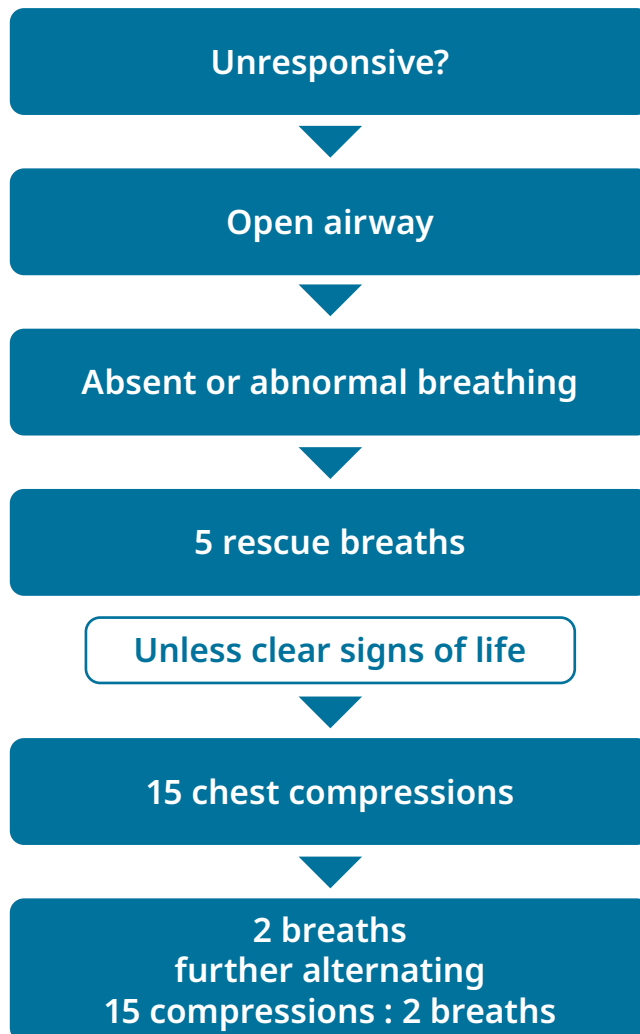 Unresponsive?
Open airway
Absent or abnormal breathing
5 rescue breaths
Unless clear signs of life
15 chest compressions
2 breaths
further alternating
15 compressions : 2 breaths